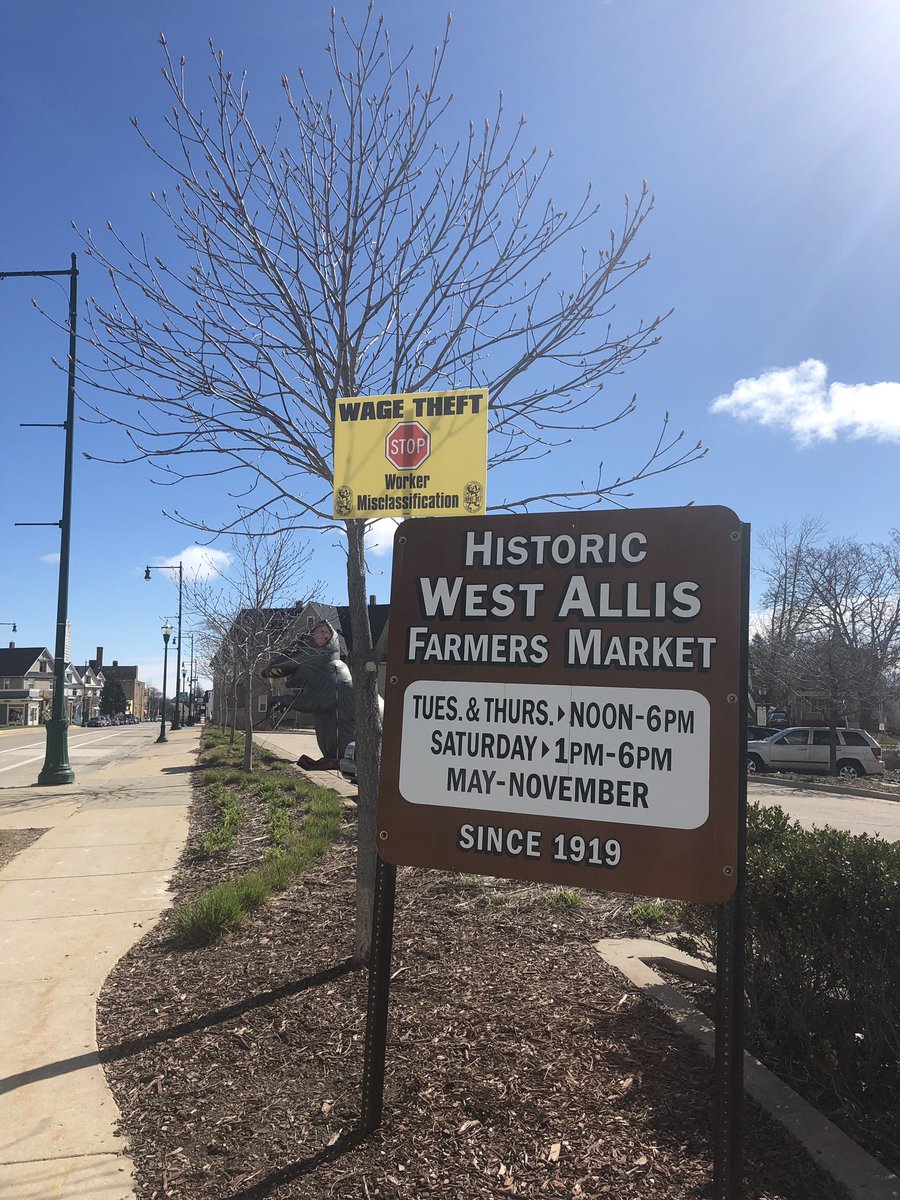 WAGE THEFT
STOP
Worker
Misclassification
HISTORIC
WEST ALLIS
FARMERS MARKET
TUES. & THURS.▸NOON-6PM
SATURDAY▸1PM-6PM
MAY-NOVEMBER
SINCE 1919